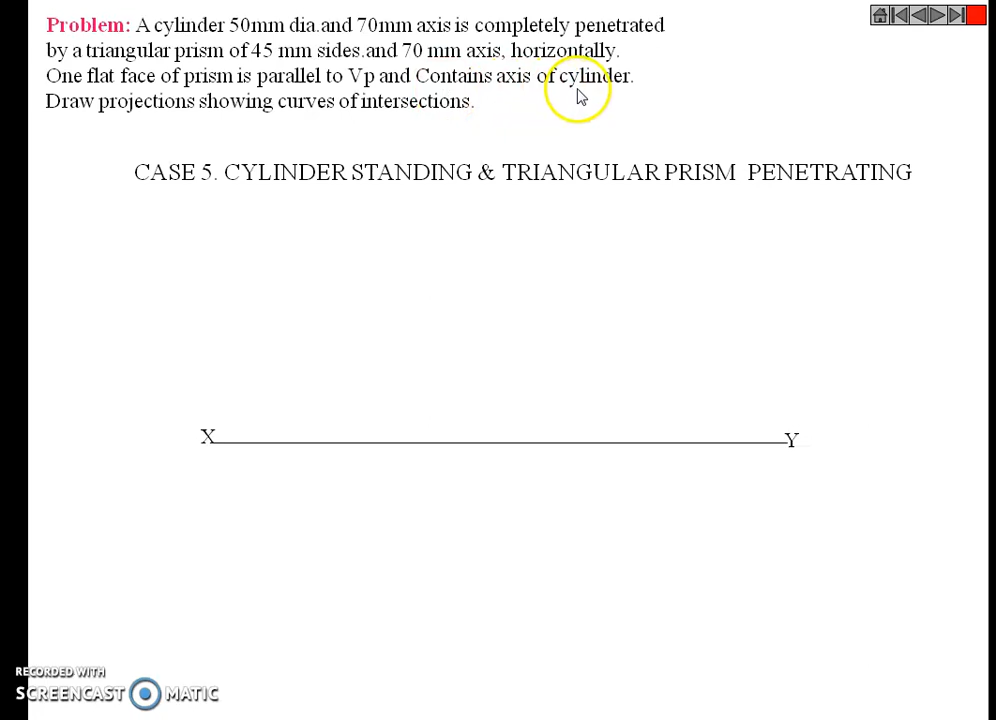 Problem: A cylinder 50mm dia.and 70mm axis is completely penetrated
by a triangular prism of 45 mm sides.and 70 mm axis, horizontally.
One flat face of prism is parallel to Vp and Contains axis of cylinder.
Draw projections showing curves of intersections.
CASE 5. CYLINDER STANDING & TRIANGULAR PRISM PENETRATING
X Y
RECORDED WITH
SCREENCAST MATIC